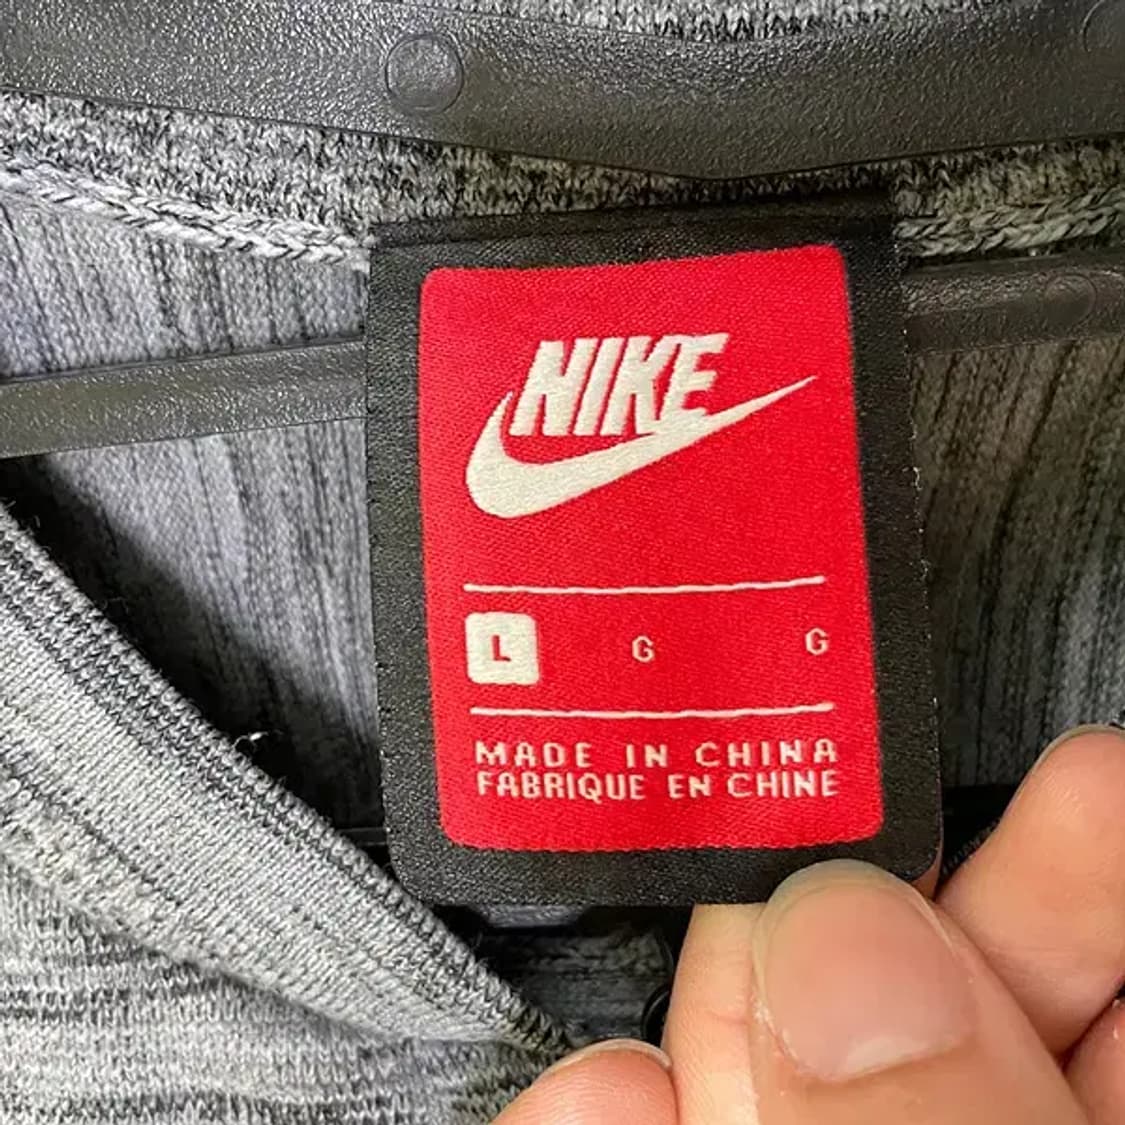 NIKE
L G G
MADE IN CHINA
FABRIQUE EN CHINE